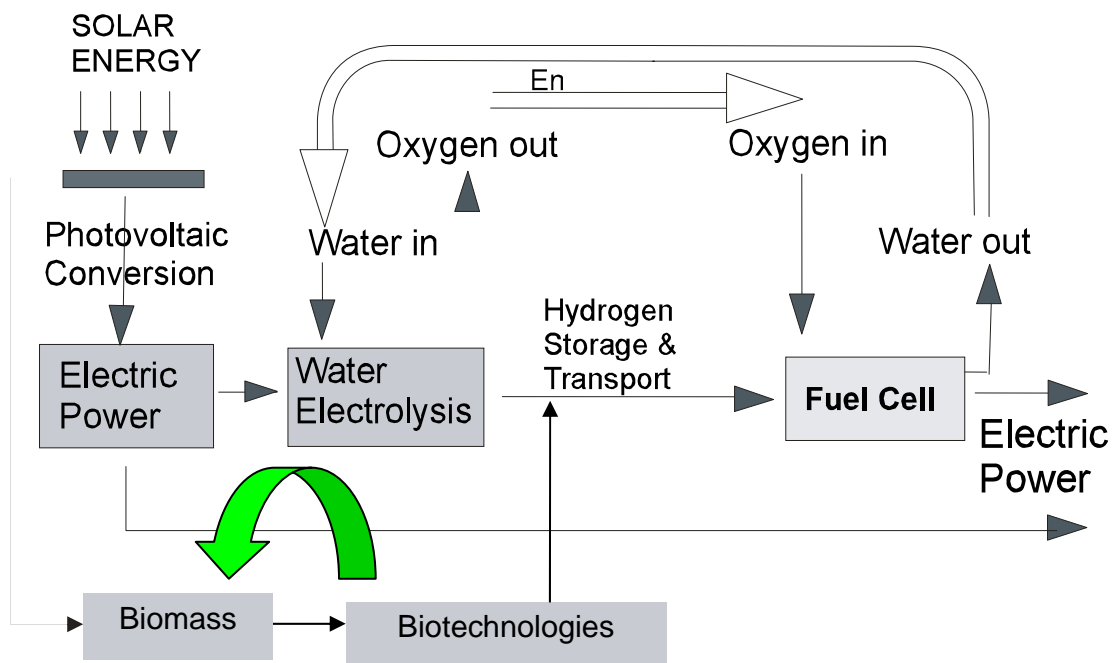 SOLAR
ENERGY
En
Oxygen out
Oxygen in
Photovoltaic
Conversion
Water in
Water out
Hydrogen
Storage &
Transport
Electric
Power
Water
Electrolysis
Fuel Cell
Electric
Power
Biomass
Biotechnologies